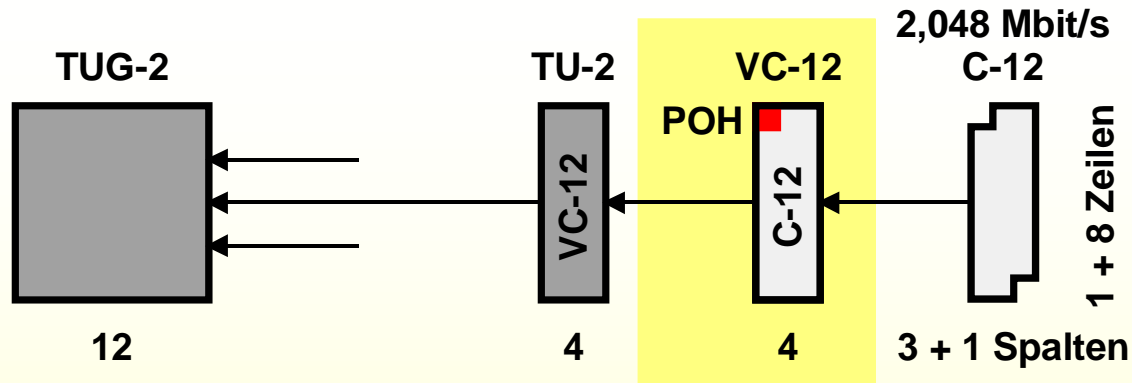 2,048 Mbit/s
TUG-2
TU-2
VC-12
C-12
POH
VC-12
C-12
1 + 8 Zeilen
12
4
4
3 + 1 Spalten